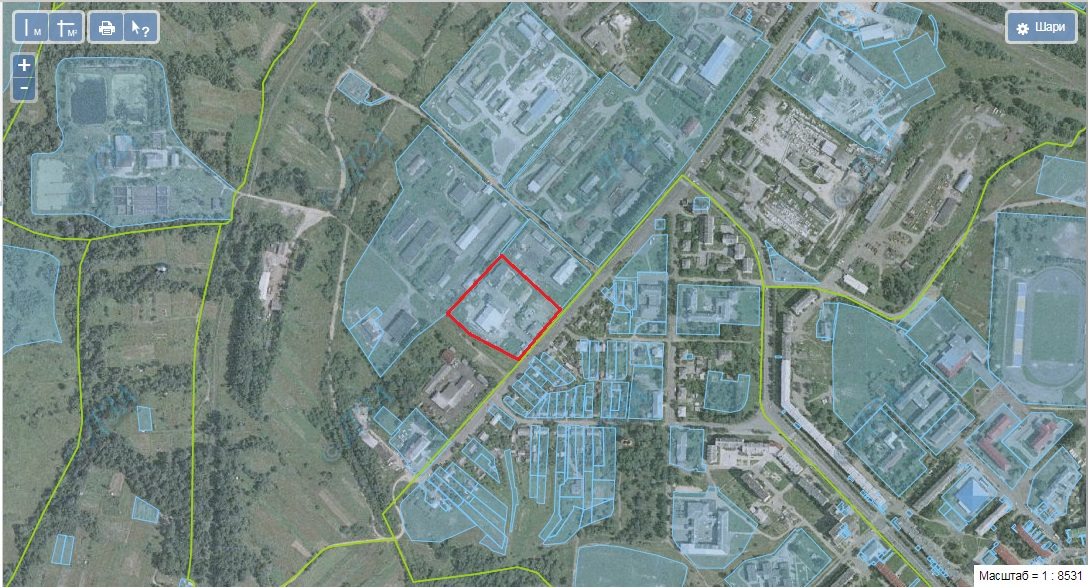 м
м²
?
Шари
+
-
Масштаб = 1 : 8531